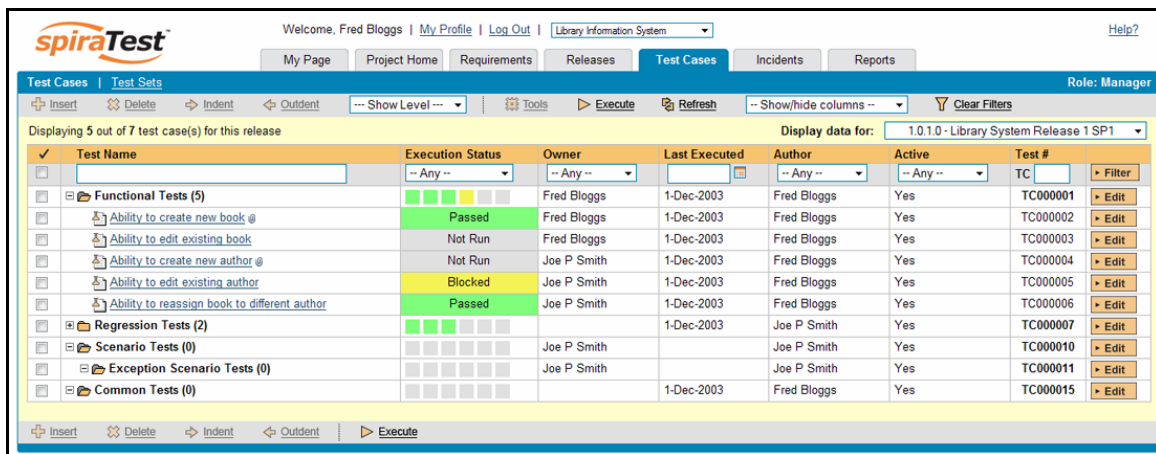 spiraTest™
Welcome, Fred Bloggs | My Profile | Log Out | Library Information System
Help?
My Page Project Home Requirements Releases Test Cases Incidents Reports
Test Cases | Test Sets Role: Manager
Insert Delete Indent Outdent --- Show Level --- Tools Execute Refresh -- Show/hide columns -- Clear Filters
Displaying 5 out of 7 test case(s) for this release Display data for: 1.0.1.0 - Library System Release 1 SP1
✓ Test Name Execution Status Owner Last Executed Author Active Test #
-- Any -- -- Any -- -- Any -- -- Any -- TC Filter
Functional Tests (5) Fred Bloggs 1-Dec-2003 Fred Bloggs Yes TC000001 Edit
Ability to create new book Passed Fred Bloggs 1-Dec-2003 Fred Bloggs Yes TC000002 Edit
Ability to edit existing book Not Run Fred Bloggs 1-Dec-2003 Fred Bloggs Yes TC000003 Edit
Ability to create new author Not Run Joe P Smith 1-Dec-2003 Fred Bloggs Yes TC000004 Edit
Ability to edit existing author Blocked Joe P Smith 1-Dec-2003 Fred Bloggs Yes TC000005 Edit
Ability to reassign book to different author Passed Joe P Smith 1-Dec-2003 Fred Bloggs Yes TC000006 Edit
Regression Tests (2) 1-Dec-2003 Joe P Smith Yes TC000007 Edit
Scenario Tests (0) Joe P Smith Joe P Smith Yes TC000010 Edit
Exception Scenario Tests (0) Joe P Smith Joe P Smith Yes TC000011 Edit
Common Tests (0) 1-Dec-2003 Fred Bloggs Yes TC000015 Edit
Insert Delete Indent Outdent Execute